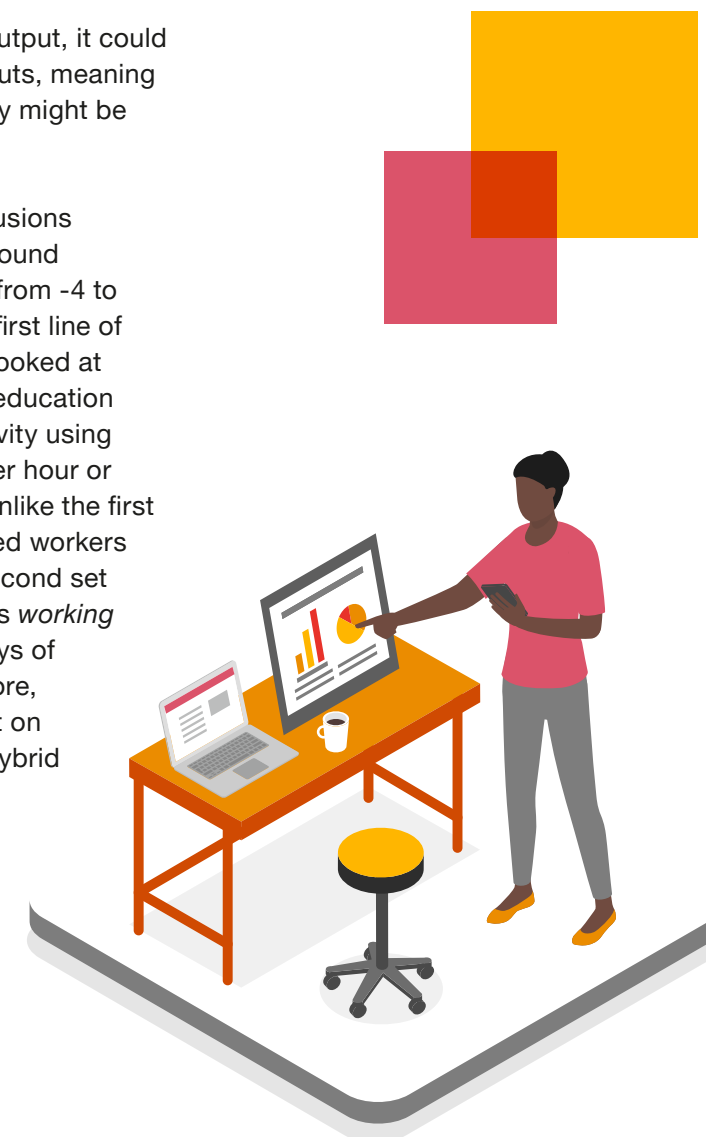 utput, it could
uts, meaning
y might be
usions
ound
from -4 to
first line of
ooked at
education
vity using
er hour or
nlike the first
ed workers
cond set
s working
ys of
ore,
t on
ybrid